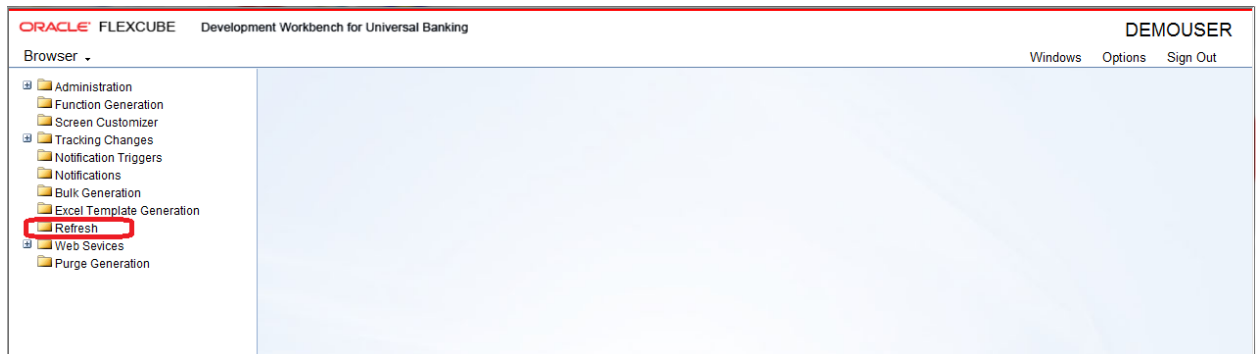 ORACLE FLEXCUBE Development Workbench for Universal Banking DEMOUSER
Browser Windows Options Sign Out
Administration
Function Generation
Screen Customizer
Tracking Changes
Notification Triggers
Notifications
Bulk Generation
Excel Template Generation
Refresh
Web Sevices
Purge Generation